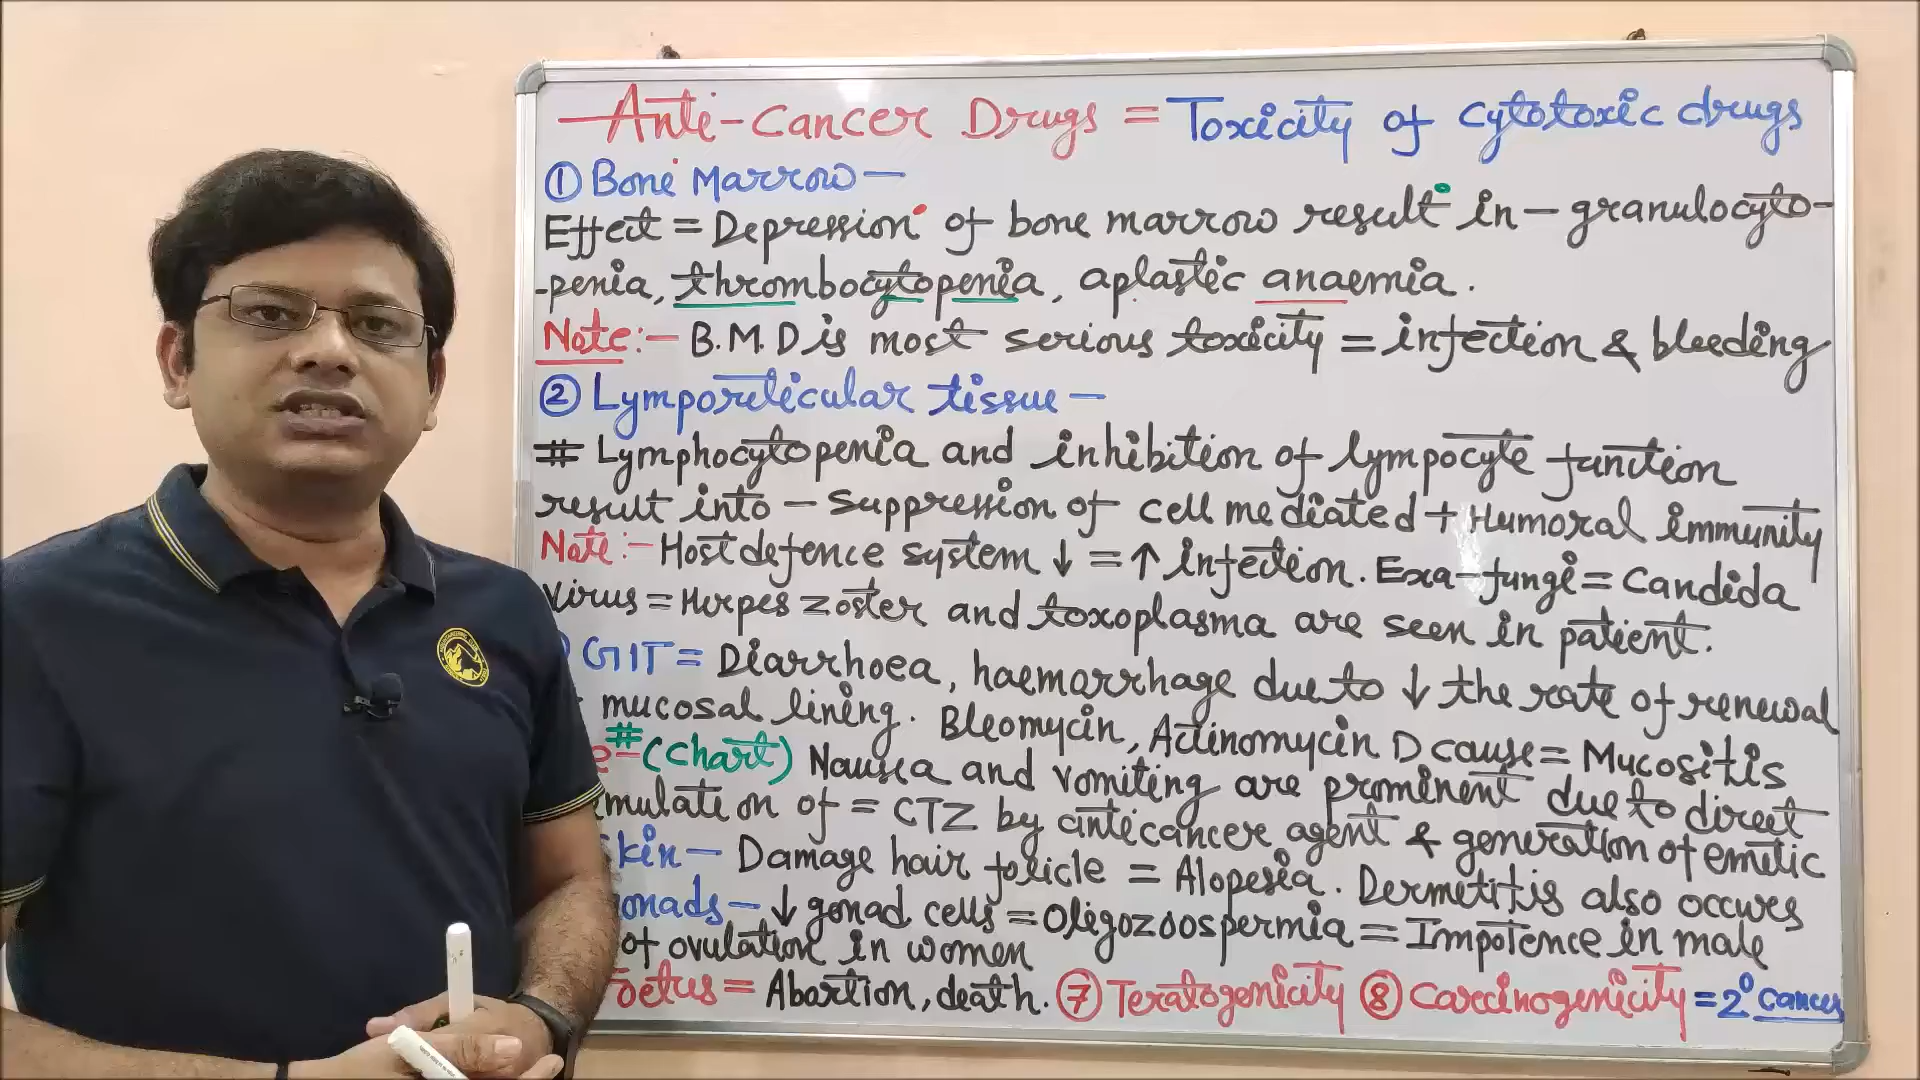 Anti-Cancer Drugs = Toxicity of cytotoxic drugs
① Bone Marrow —
Effect = Depression of bone marrow result in - granulocyto-
-penia, thrombocytopenia, aplastic anaemia.
Note:- B.M.D is most serious toxicity = infection & bleeding
② Lymporeticular tissue —
# Lymphocytopenia and inhibition of lympocyte function
result into - suppression of cell mediated + Humoral immunity
Note:- Host defence system ↓ = ↑ infection. Exa - fungi = Candida
Virus = Herpes zoster and toxoplasma are seen in patient.
GIT = Diarrhoea, haemorrhage due to ↓ the rate of renewal
mucosal lining. Bleomycin, Actinomycin D cause = Mucositis
e - # (Chart) Nausea and vomiting are prominent due to direct
emulation of = CTZ by anticancer agent & generation of emetic
Skin - Damage hair folicle = Alopesia. Dermetitis also occures
onads - ↓ gonad cells = Oligozoospermia = Impotence in male
of ovulation in women
Foetus = Abortion, death. ⑦ Teratogenicity ⑧ Carcinogenicity = 2° Cancer